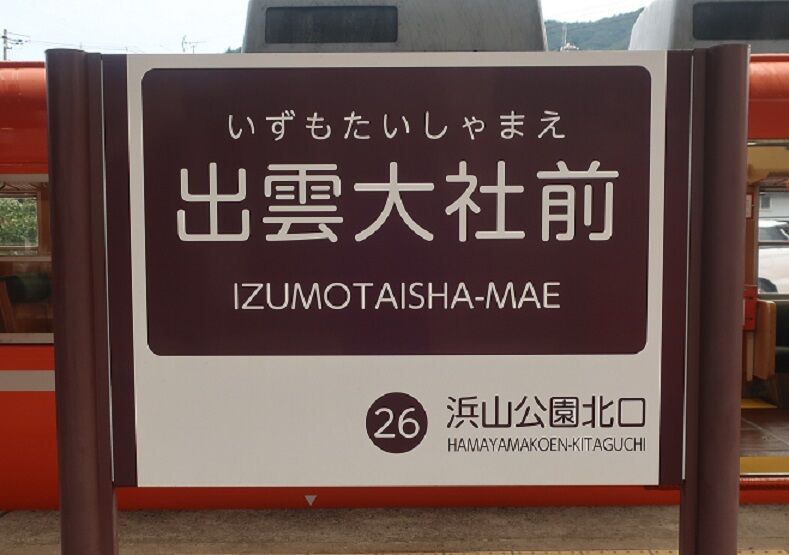 いずもたいしゃまえ
出雲大社前
IZUMOTAISHA-MAE
26 浜山公園北口
HAMAYAMAKOEN-KITAGUCHI